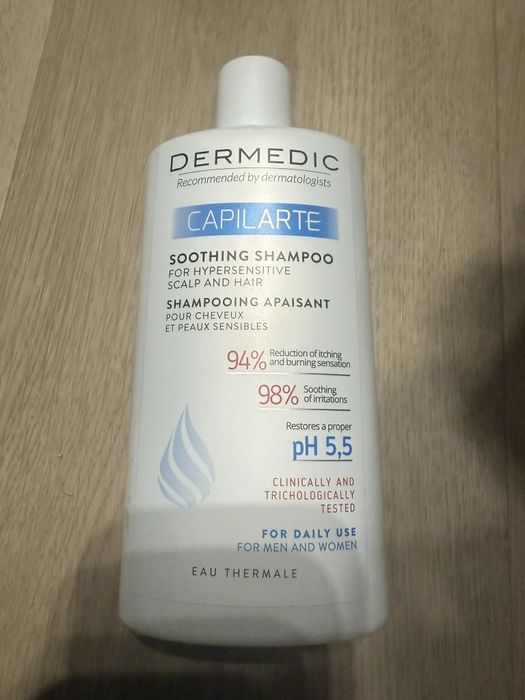 DERMEDIC
Recommended by dermatologists
CAPILARTE
SOOTHING SHAMPOO
FOR HYPERSENSITIVE
SCALP AND HAIR
SHAMPOOING APAISANT
POUR CHEVEUX
ET PEAUX SENSIBLES
94% Reduction of itching
and burning sensation
98% Soothing
of irritations
Restores a proper
pH 5,5
CLINICALLY AND
TRICHOLOGICALLY
TESTED
FOR DAILY USE
FOR MEN AND WOMEN
EAU THERMALE